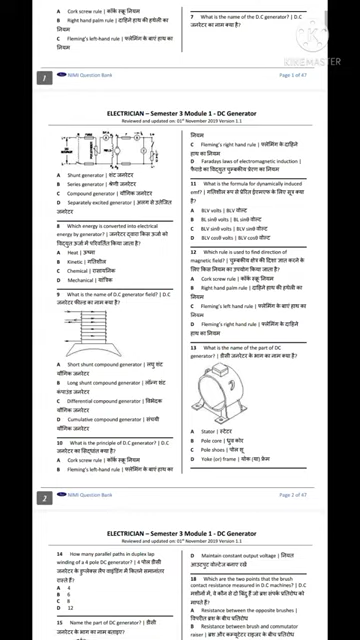 A Cork screw rule | कॉर्क स्क्रू नियम
B Right hand palm rule | दाहिने हाथ की हथेली का
नियम
C Fleming's left-hand rule | फ्लेमिंग के बाएं हाथ का
नियम
7 What is the name of the D.C generator? | D.C
जनरेटर का नाम क्या है?
KINEMASTER
1
NIMI Question Bank
Page 1 of 47
ELECTRICIAN – Semester 3 Module 1 - DC Generator
Reviewed and updated on: 01st November 2019 Version 1.1
A Shunt generator | शंट जनरेटर
B Series generator | श्रेणी जनरेटर
C Compound generator | यौगिक जनरेटर
D Separately excited generator | अलग से उत्तेजित
जनरेटर
8 Which energy is converted into electrical
energy by generator? | जनरेटर द्वारा किस ऊर्जा को
विद्युत ऊर्जा में परिवर्तित किया जाता है?
A Heat | ऊष्मा
B Kinetic | गतिशील
C Chemical | रासायनिक
D Mechanical | यांत्रिक
9 What is the name of D.C generator field? | D.C
जनरेटर फील्ड का नाम क्या है?
A Short shunt compound generator | लघु शंट
यौगिक जनरेटर
B Long shunt compound generator | लॉन्ग शंट
कंपाउंड जनरेटर
C Differential compound generator | विभेदक
यौगिक जनरेटर
D Cumulative compound generator | संचयी
यौगिक जनरेटर
10 What is the principle of D.C generator? | D.C
जनरेटर का सिद्धांत क्या है?
A Cork screw rule | कॉर्क स्क्रू नियम
B Fleming's left-hand rule | फ्लेमिंग के बाएं हाथ का
नियम
C Fleming's right hand rule | फ्लेमिंग के दाहिने
हाथ का नियम
D Faradays laws of electromagnetic induction |
फैराडे का विद्युत चुम्बकीय प्रेरण का नियम
11 What is the formula for dynamically induced
emf? | गतिशील रूप से प्रेरित ईएमएफ के लिए सूत्र क्या
है?
A BLV volts | BLV वोल्ट
B BL sinθ volts | BL sinθ वोल्ट
C BLV sinθ volts | BLV sinθ वोल्ट
D BLV cosθ volts | BLV cosθ वोल्ट
12 Which rule is used to find direction of
magnetic field? | चुम्बकीय क्षेत्र की दिशा ज्ञात करने के
लिए किस नियम का उपयोग किया जाता है?
A Cork screw rule | कॉर्क स्क्रू नियम
B Right hand palm rule | दाहिने हाथ की हथेली का
नियम
C Fleming's left hand rule | फ्लेमिंग के बाएं हाथ का
नियम
D Fleming's right hand rule | फ्लेमिंग के दाहिने
हाथ का नियम
13 What is the name of the part of DC
generator? | डीसी जनरेटर के भाग का नाम क्या है?
A Stator | स्टेटर
B Pole core | ध्रुव कोर
C Pole shoes | पोल शू
D Yoke (or) frame | योक (या) फ्रेम
2
NIMI Question Bank
Page 2 of 47
ELECTRICIAN – Semester 3 Module 1 - DC Generator
Reviewed and updated on: 01st November 2019 Version 1.1
14 How many parallel paths in duplex lap
winding of a 4 pole DC generator? | 4 पोल डीसी
जनरेटर के डुप्लेक्स लैप वाइंडिंग में कितने समानांतर
रास्ते हैं?
A 4
B 6
C 8
D 12
15 Name the part of DC generator? | डीसी
जनरेटर के भाग का नाम बताइए?
D Maintain constant output voltage | नियत
आउटपुट वोल्टेज बनाए रखें
18 Which are the two points that the brush
contact resistance measured in D.C machines? | D.C
मशीनों में, वे कौन से दो बिंदु हैं जो ब्रश संपर्क प्रतिरोध को
मापते हैं?
A Resistance between the opposite brushes |
विपरीत ब्रश के बीच प्रतिरोध
B Resistance between brush and commutator
raiser | ब्रश और कम्यूटेटर राइजर के बीच प्रतिरोध